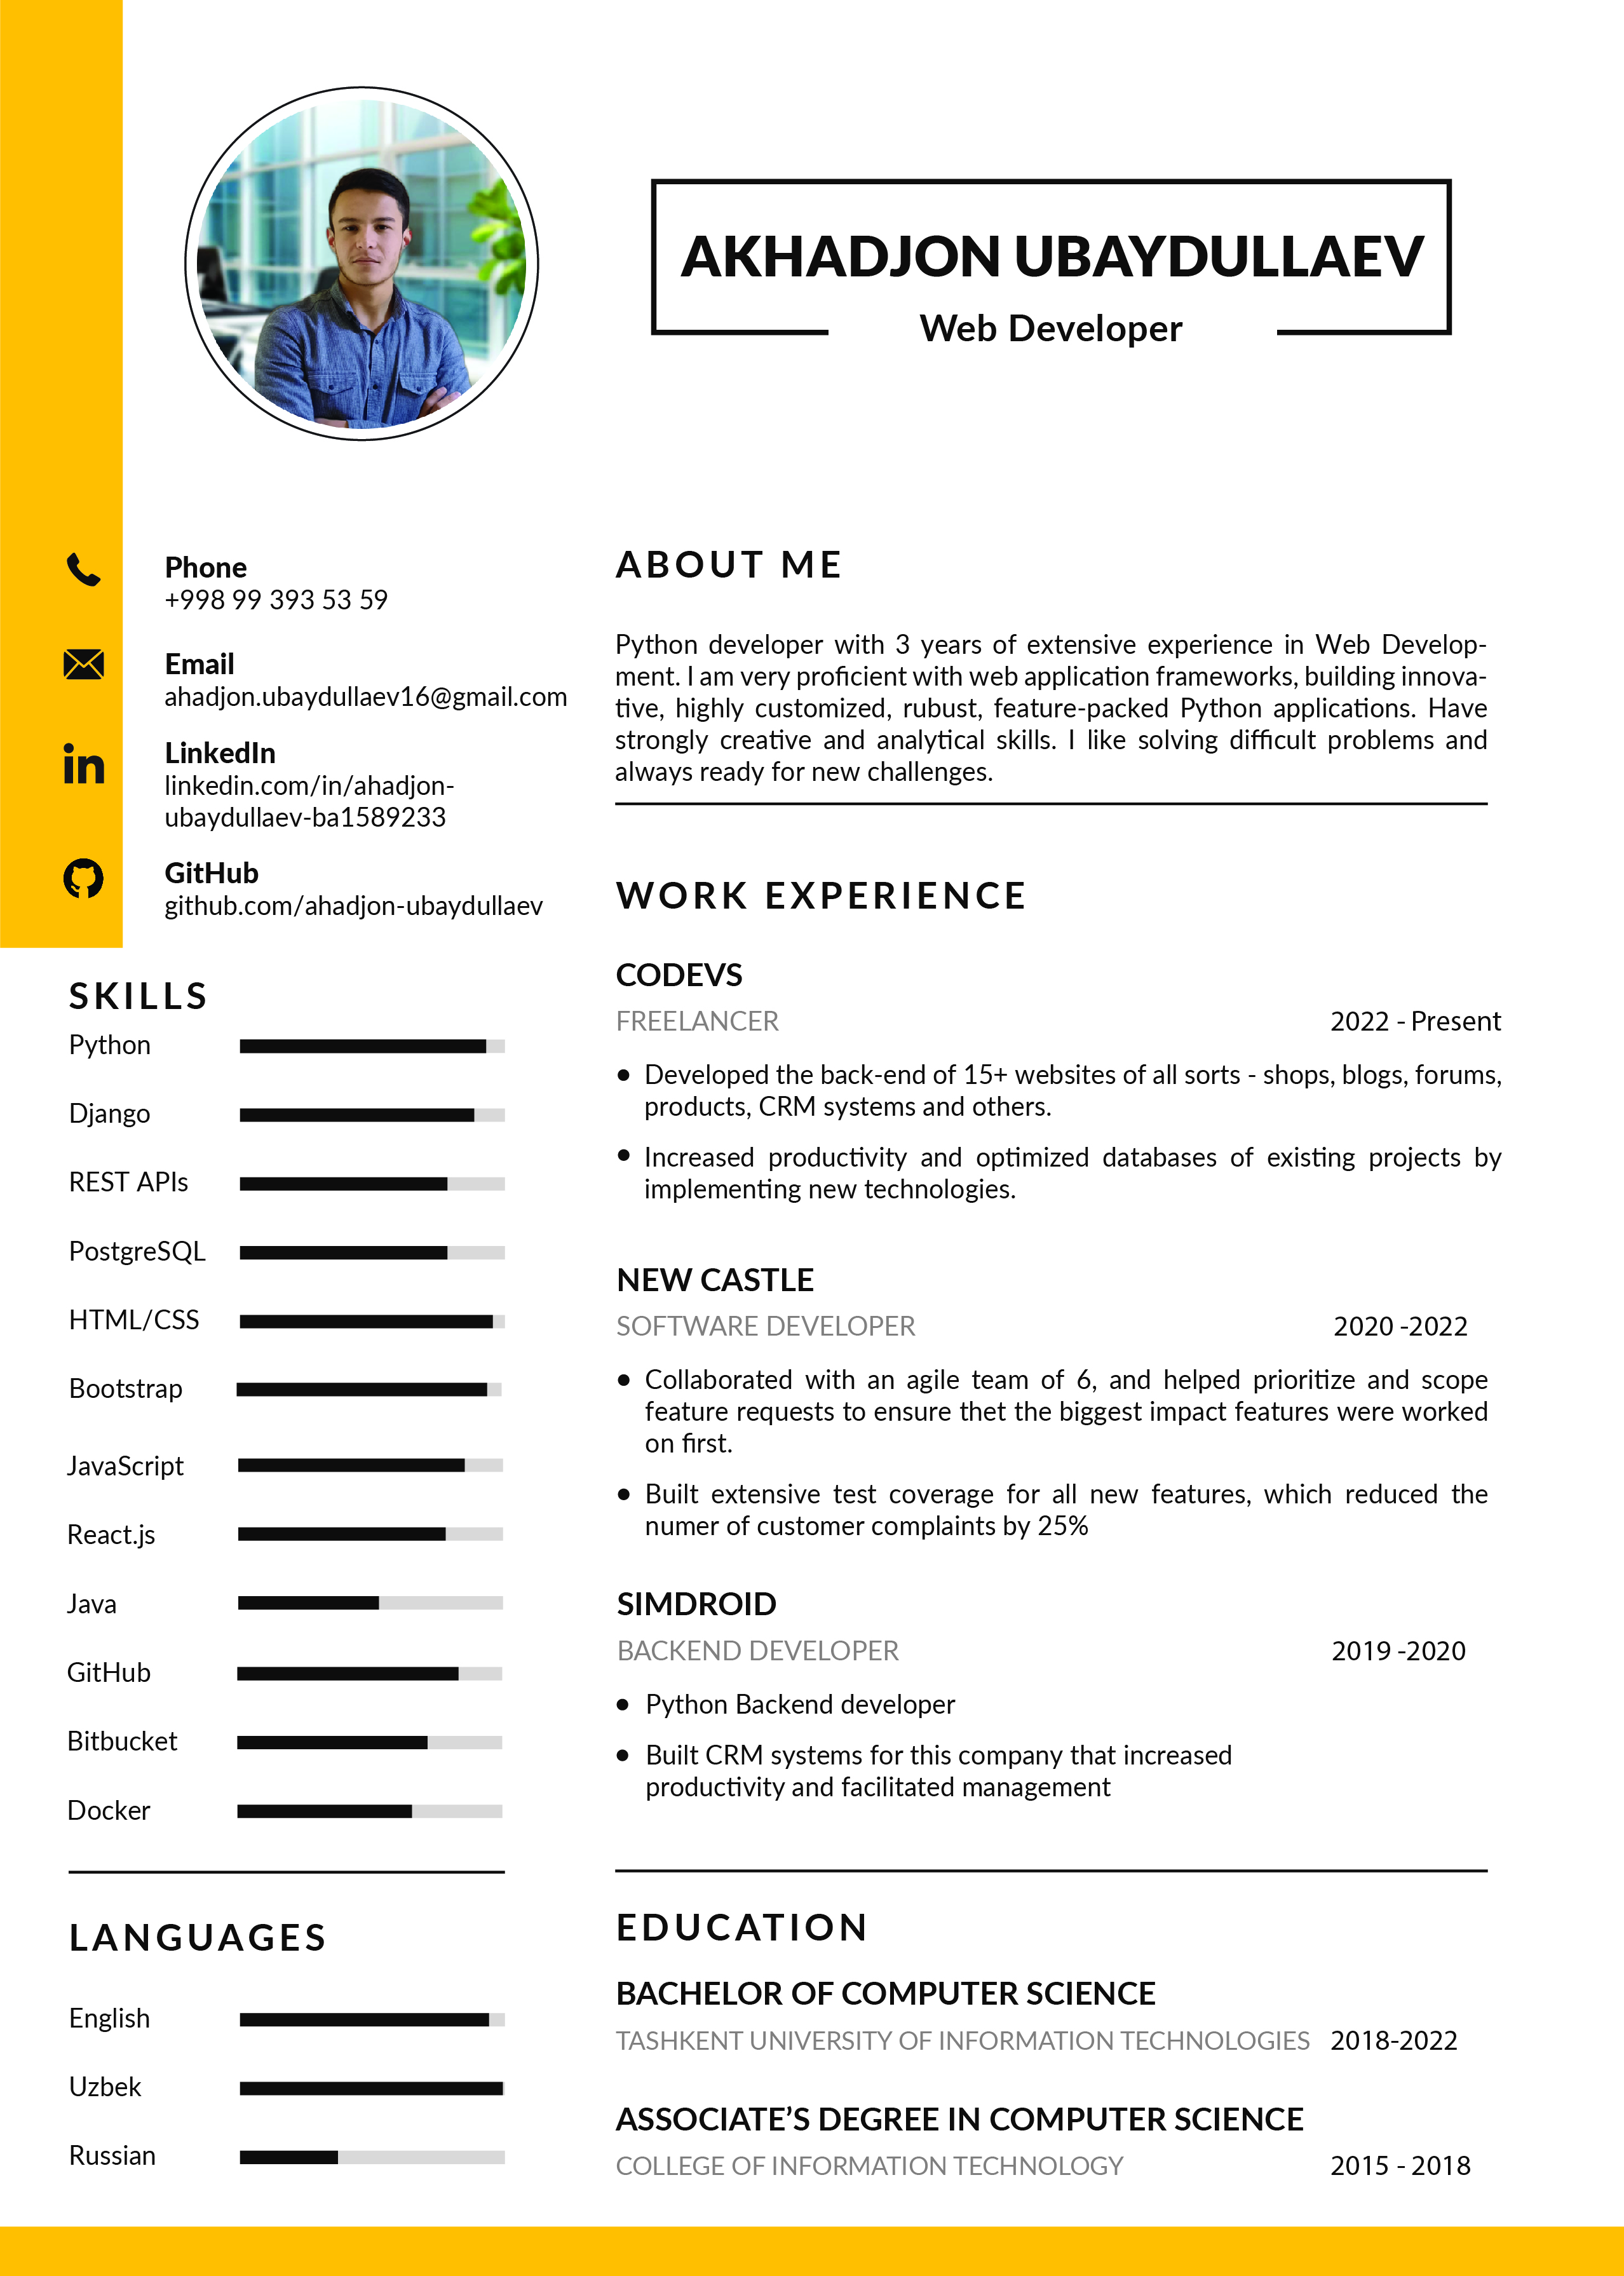 AKHADJON UBAYDULLAEV
Web Developer
Phone
+998 99 393 53 59
Email
ahadjon.ubaydullaev16@gmail.com
LinkedIn
linkedin.com/in/ahadjon-
ubaydullaev-ba1589233
GitHub
github.com/ahadjon-ubaydullaev
SKILLS
Python
Django
REST APIs
PostgreSQL
HTML/CSS
Bootstrap
JavaScript
React.js
Java
GitHub
Bitbucket
Docker
LANGUAGES
English
Uzbek
Russian
ABOUT ME
Python developer with 3 years of extensive experience in Web Develop-
ment. I am very proficient with web application frameworks, building innova-
tive, highly customized, rubust, feature-packed Python applications. Have
strongly creative and analytical skills. I like solving difficult problems and
always ready for new challenges.
WORK EXPERIENCE
CODEVS
FREELANCER 2022 - Present
• Developed the back-end of 15+ websites of all sorts - shops, blogs, forums,
products, CRM systems and others.
• Increased productivity and optimized databases of existing projects by
implementing new technologies.
NEW CASTLE
SOFTWARE DEVELOPER 2020 -2022
• Collaborated with an agile team of 6, and helped prioritize and scope
feature requests to ensure thet the biggest impact features were worked
on first.
• Built extensive test coverage for all new features, which reduced the
numer of customer complaints by 25%
SIMDROID
BACKEND DEVELOPER 2019 -2020
• Python Backend developer
• Built CRM systems for this company that increased
productivity and facilitated management
EDUCATION
BACHELOR OF COMPUTER SCIENCE
TASHKENT UNIVERSITY OF INFORMATION TECHNOLOGIES 2018-2022
ASSOCIATE’S DEGREE IN COMPUTER SCIENCE
COLLEGE OF INFORMATION TECHNOLOGY 2015 - 2018